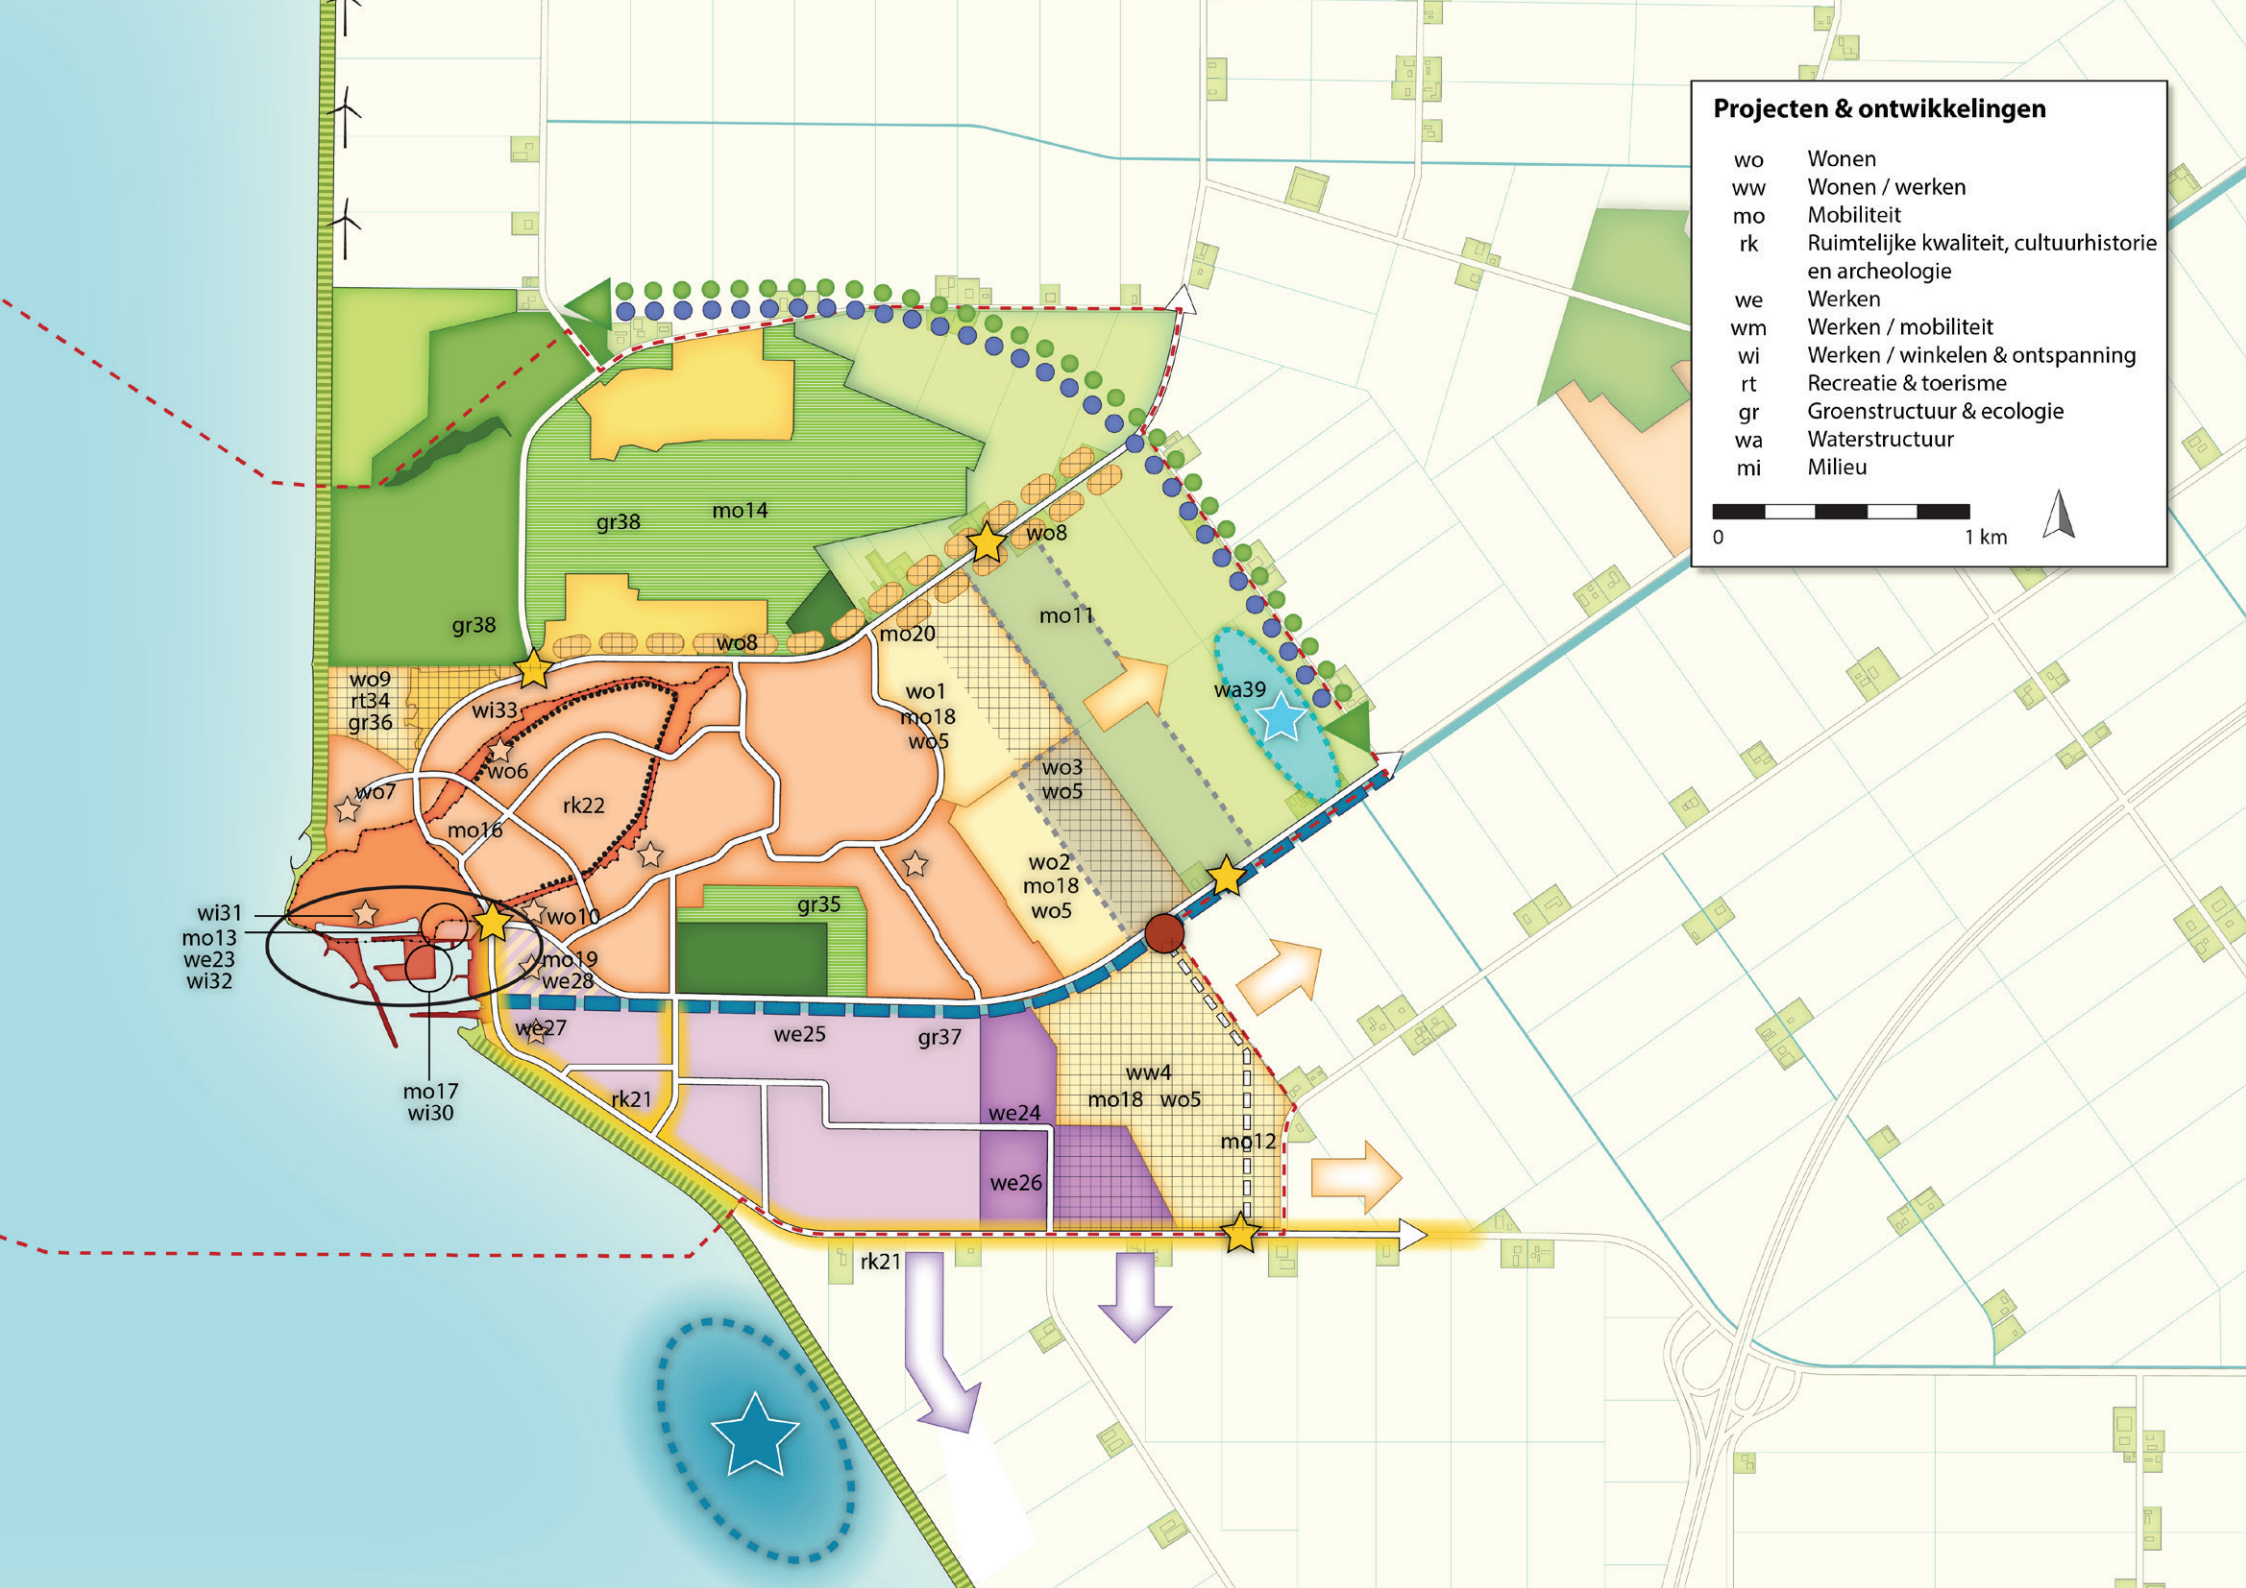 Projecten & ontwikkelingen
wo Wonen
ww Wonen / werken
mo Mobiliteit
rk Ruimtelijke kwaliteit, cultuurhistorie
en archeologie
we Werken
wm Werken / mobiliteit
wi Werken / winkelen & ontspanning
rt Recreatie & toerisme
gr Groenstructuur & ecologie
wa Waterstructuur
mi Milieu
0 1 km
gr38
mo14
wo8
mo11
gr38
wo8
mo20
wo9
rt34
gr36
wi33
wo1
mo18
wo5
wa39
wo6
wo7
wo3
wo5
rk22
mo16
wo2
mo18
wo5
gr35
wi31
mo13
we23
wi32
wo10
mo19
we28
we27
we25
gr37
mo17
wi30
rk21
we24
ww4
mo18 wo5
mo12
we26
rk21